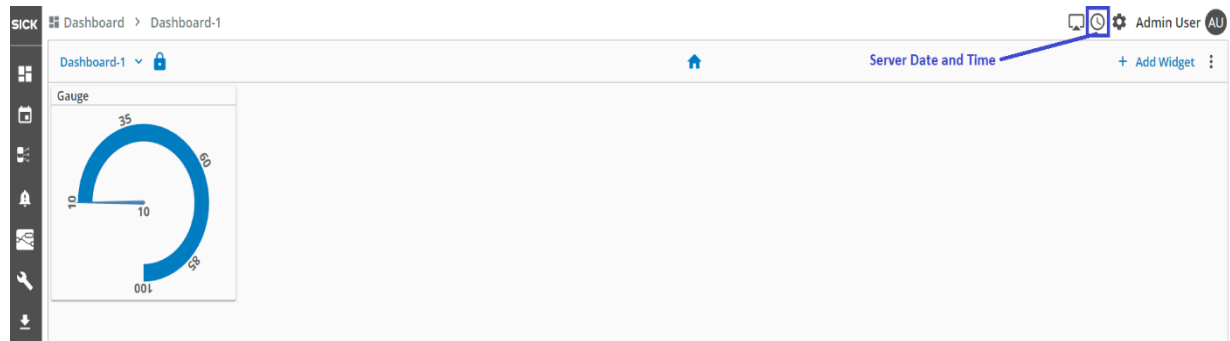 SICK
Dashboard > Dashboard-1
Admin User AU
Dashboard-1
Server Date and Time
+ Add Widget
Gauge
35
60
10
10
85
100